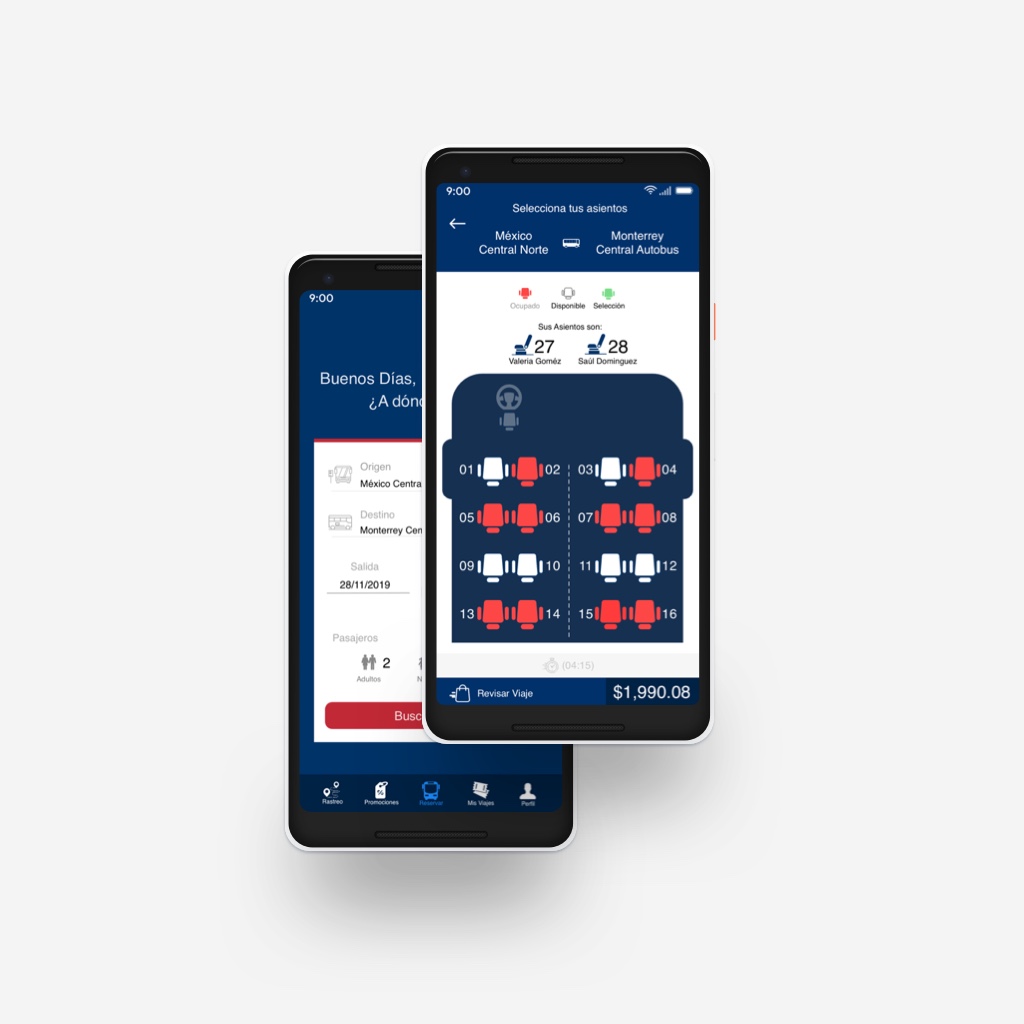 9:00
Buenos Días,
¿A dónd
Origen
México Centra
Destino
Monterrey Cen
Salida
28/11/2019
Pasajeros
2
Adultos
N
Busc
Rastreo
Promociones
Reservar
Mis Viajes
Perfil
9:00
Selecciona tus asientos
México
Central Norte
Monterrey
Central Autobus
Ocupado Disponible Selección
Sus Asientos son:
27 28
Valeria Goméz Saúl Dominguez
01 02 03 04
05 06 07 08
09 10 11 12
13 14 15 16
(04:15)
Revisar Viaje $1,990.08